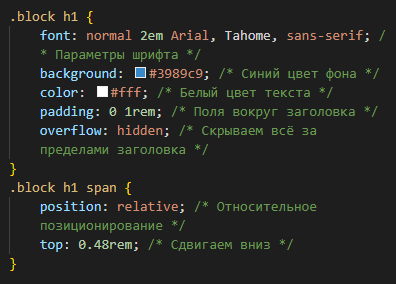 .block h1 {
font: normal 2em Arial, Tahome, sans-serif; /
* Параметры шрифта */
background: #3989c9; /* Синий цвет фона */
color: #fff; /* Белый цвет текста */
padding: 0 1rem; /* Поля вокруг заголовка */
overflow: hidden; /* Скрываем всё за
пределами заголовка */
}
.block h1 span {
position: relative; /* Относительное
позиционирование */
top: 0.48rem; /* Сдвигаем вниз */
}